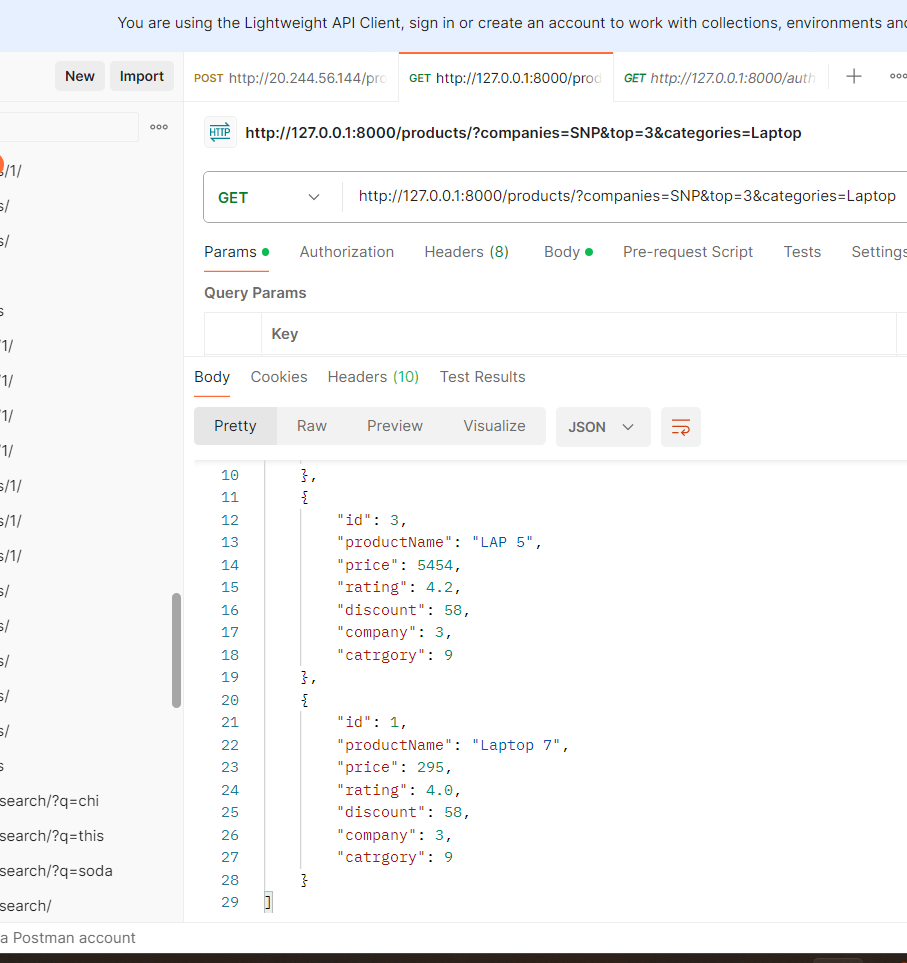 You are using the Lightweight API Client, sign in or create an account to work with collections, environments and
New Import
POST http://20.244.56.144/pro GET http://127.0.0.1:8000/prod GET http://127.0.0.1:8000/auth
HTTP http://127.0.0.1:8000/products/?companies=SNP&top=3&categories=Laptop
GET http://127.0.0.1:8000/products/?companies=SNP&top=3&categories=Laptop
Params Authorization Headers (8) Body Pre-request Script Tests Settings
Query Params
Key
Body Cookies Headers (10) Test Results
Pretty Raw Preview Visualize JSON
10 },
11 {
12 "id": 3,
13 "productName": "LAP 5",
14 "price": 5454,
15 "rating": 4.2,
16 "discount": 58,
17 "company": 3,
18 "catrgory": 9
19 },
20 {
21 "id": 1,
22 "productName": "Laptop 7",
23 "price": 295,
24 "rating": 4.0,
25 "discount": 58,
26 "company": 3,
27 "catrgory": 9
28 }
29 ]
s/1/
s/
s/
s
1/
1/
1/
1/
s/1/
s/1/
s/1/
s/
s/
s/
s/
s/
s
search/?q=chi
search/?q=this
search/?q=soda
search/
a Postman account